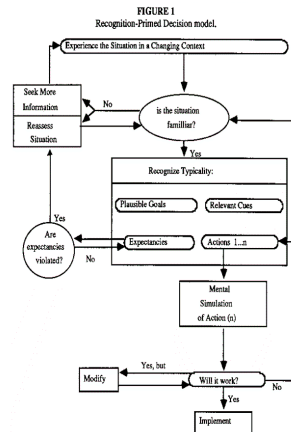 FIGURE 1
Recognition-Primed Decision model.
Experience the Situation in a Changing Context
Seek More
Information
Reassess
Situation
No
is the situation
familliar?
Yes
Recognize Typicality:
Plausible Goals
Relevant Cues
Expectancies
Actions 1...n
Yes
Are
expectancies
violated?
No
Mental
Simulation
of Action (n)
Yes, but
Modify
Will it work?
No
Yes
Implement